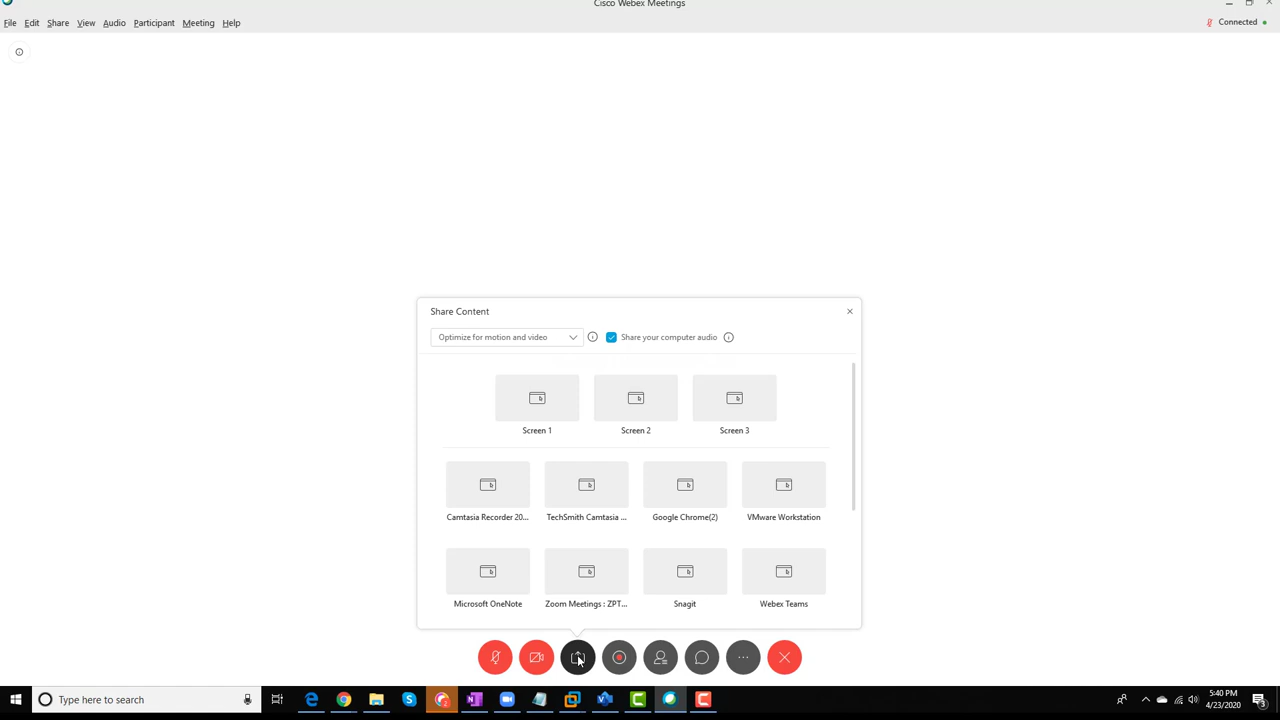 Cisco Webex Meetings
File Edit Share View Audio Participant Meeting Help
Connected
Share Content
Optimize for motion and video
Share your computer audio
Screen 1
Screen 2
Screen 3
Camtasia Recorder 20...
TechSmith Camtasia ...
Google Chrome(2)
VMware Workstation
Microsoft OneNote
Zoom Meetings : ZPT...
Snagit
Webex Teams
Type here to search
5:40 PM
4/23/2020